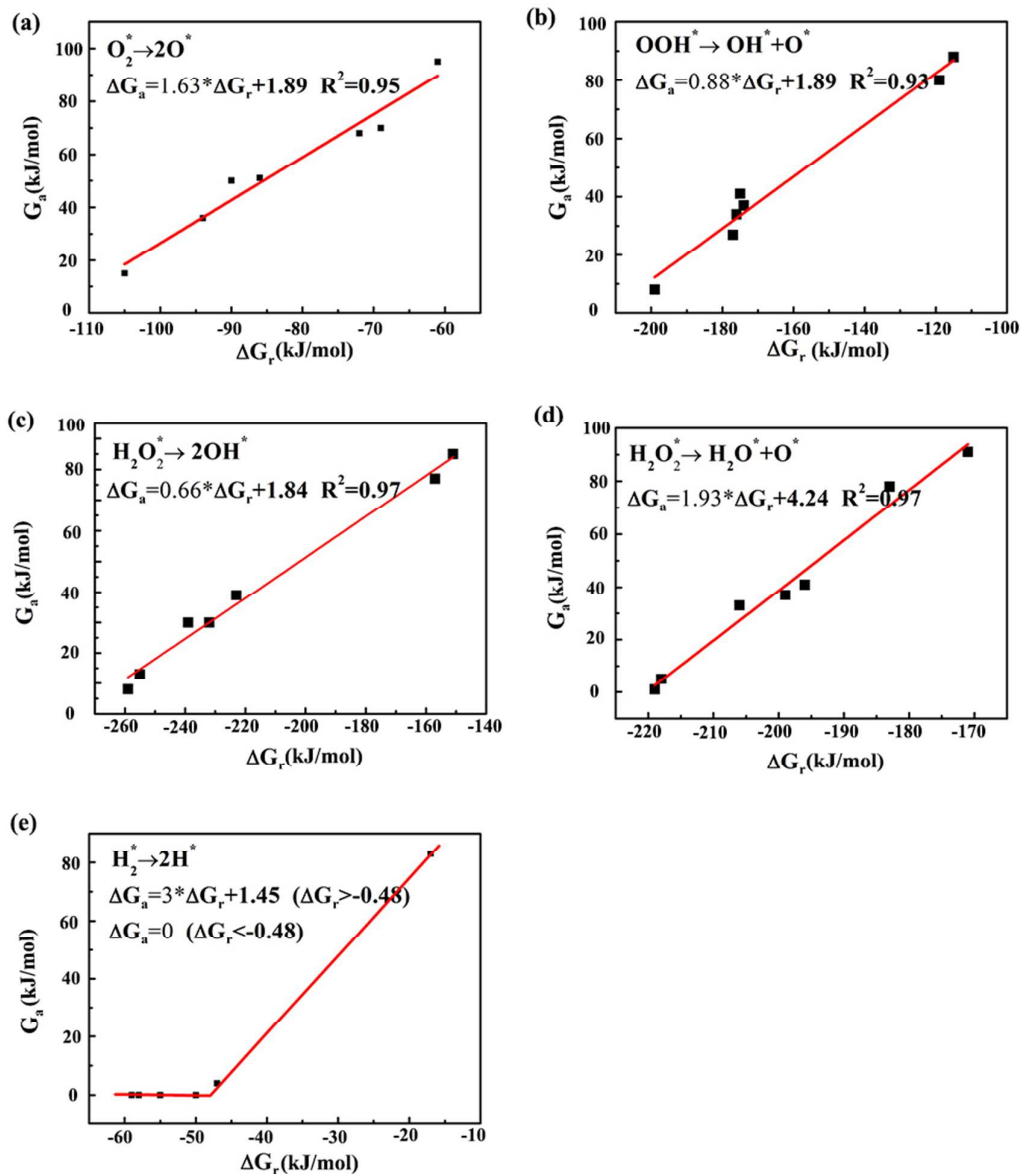 (a)
O₂*→2O*
ΔGₐ=1.63*ΔGᵣ+1.89 R²=0.95
Gₐ(kJ/mol)
100
80
60
40
20
0
-110 -100 -90 -80 -70 -60
ΔGᵣ(kJ/mol)
(b)
OOH*→ OH*+O*
ΔGₐ=0.88*ΔGᵣ+1.89 R²=0.93
Gₐ(kJ/mol)
100
80
60
40
20
0
-200 -180 -160 -140 -120 -100
ΔGᵣ (kJ/mol)
(c)
H₂O₂*→ 2OH*
ΔGₐ=0.66*ΔGᵣ+1.84 R²=0.97
Gₐ(kJ/mol)
100
80
60
40
20
0
-260 -240 -220 -200 -180 -160 -140
ΔGᵣ(kJ/mol)
(d)
H₂O₂*→ H₂O*+O*
ΔGₐ=1.93*ΔGᵣ+4.24 R²=0.97
Gₐ(kJ/mol)
100
80
60
40
20
0
-220 -210 -200 -190 -180 -170
ΔGᵣ(kJ/mol)
(e)
H₂*→2H*
ΔGₐ=3*ΔGᵣ+1.45 (ΔGᵣ>-0.48)
ΔGₐ=0 (ΔGᵣ<-0.48)
Gₐ(kJ/mol)
80
60
40
20
0
-60 -50 -40 -30 -20 -10
ΔGᵣ(kJ/mol)